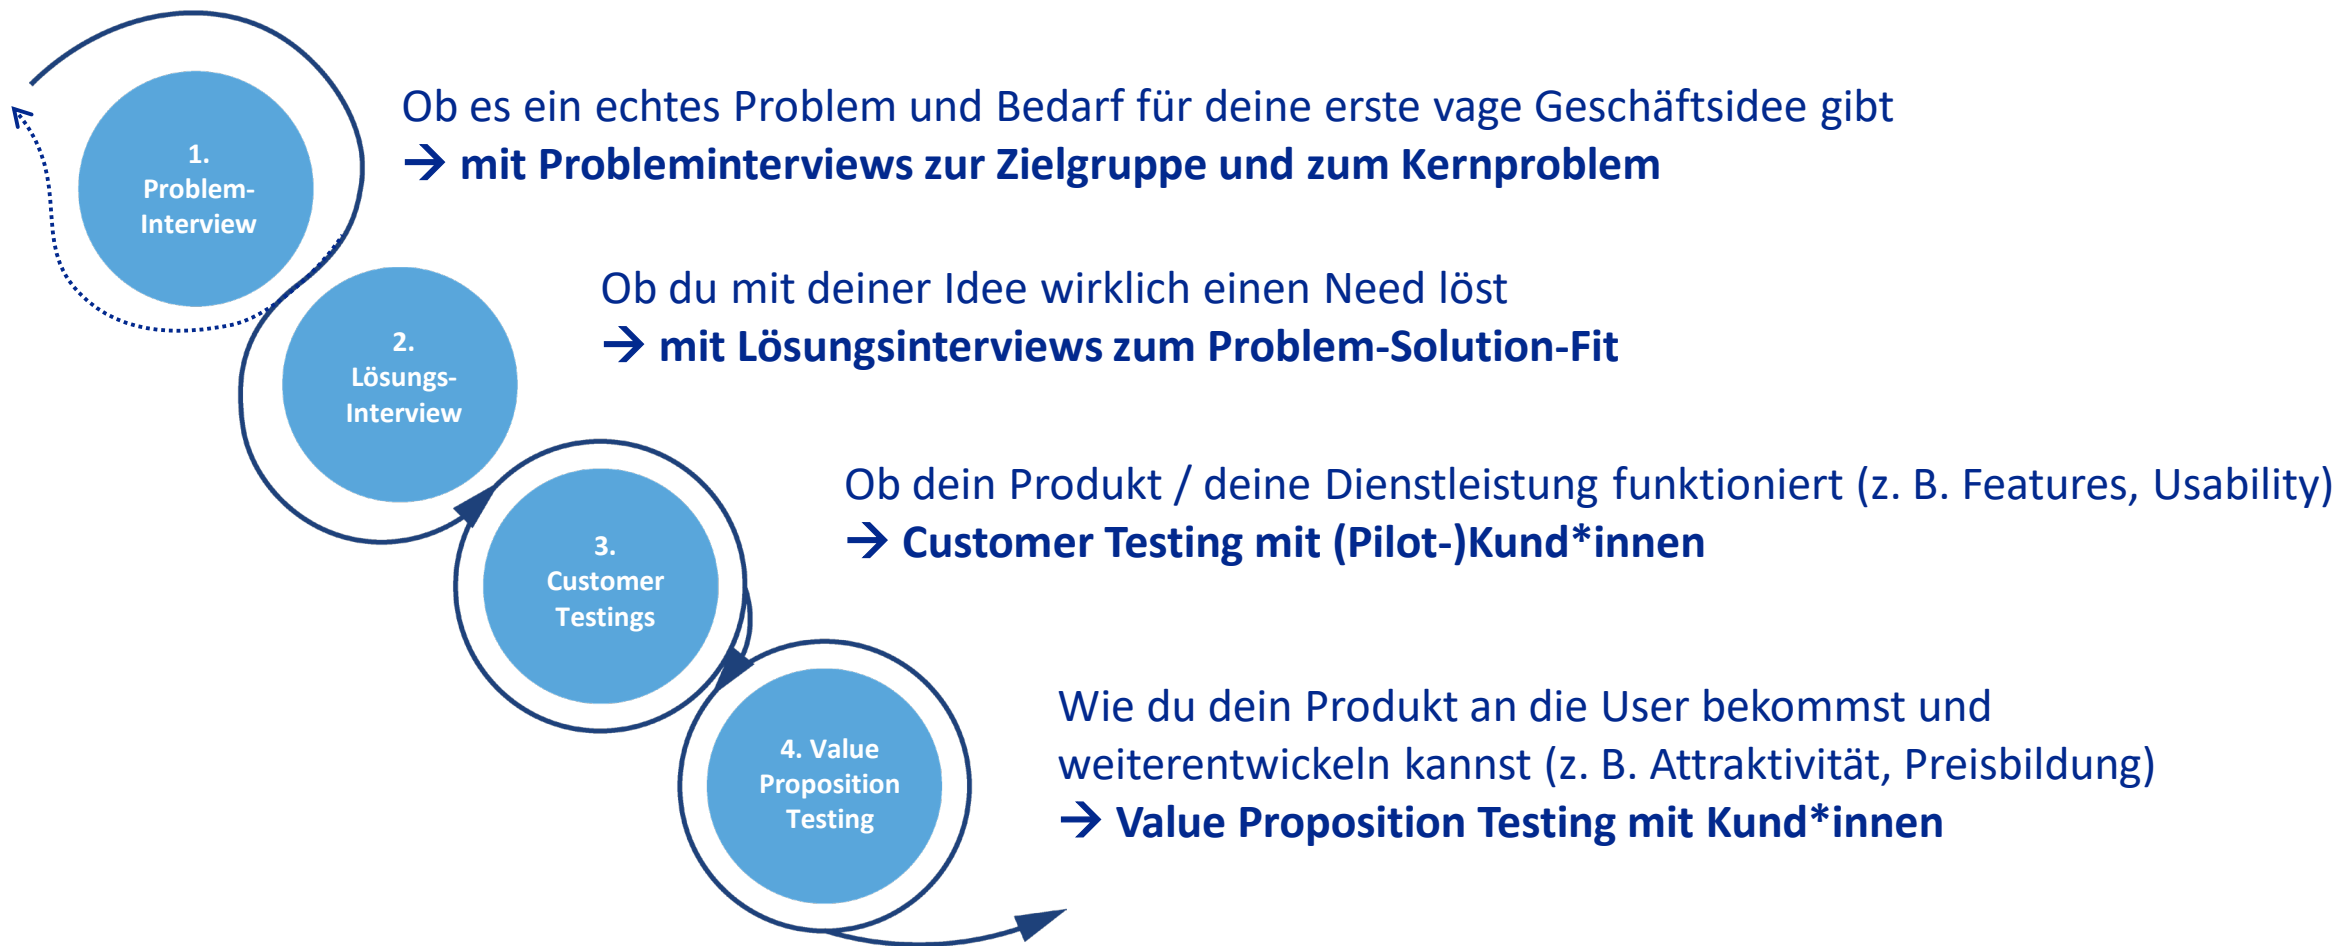 1.
Problem-
Interview
Ob es ein echtes Problem und Bedarf für deine erste vage Geschäftsidee gibt
→ mit Probleminterviews zur Zielgruppe und zum Kernproblem
2.
Lösungs-
Interview
Ob du mit deiner Idee wirklich einen Need löst
→ mit Lösungsinterviews zum Problem-Solution-Fit
3.
Customer
Testings
Ob dein Produkt / deine Dienstleistung funktioniert (z. B. Features, Usability)
→ Customer Testing mit (Pilot-)Kund*innen
4. Value
Proposition
Testing
Wie du dein Produkt an die User bekommst und
weiterentwickeln kannst (z. B. Attraktivität, Preisbildung)
→ Value Proposition Testing mit Kund*innen